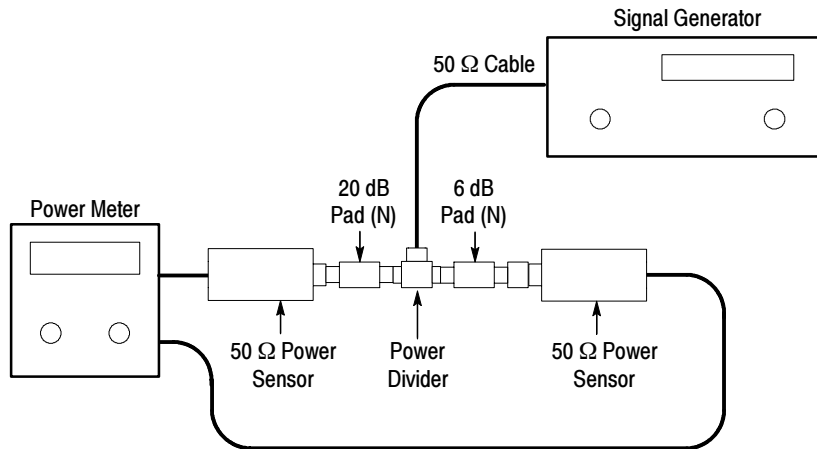 Signal Generator
50 Ω Cable
20 dB
Pad (N)
6 dB
Pad (N)
Power Meter
50 Ω Power
Sensor
Power
Divider
50 Ω Power
Sensor